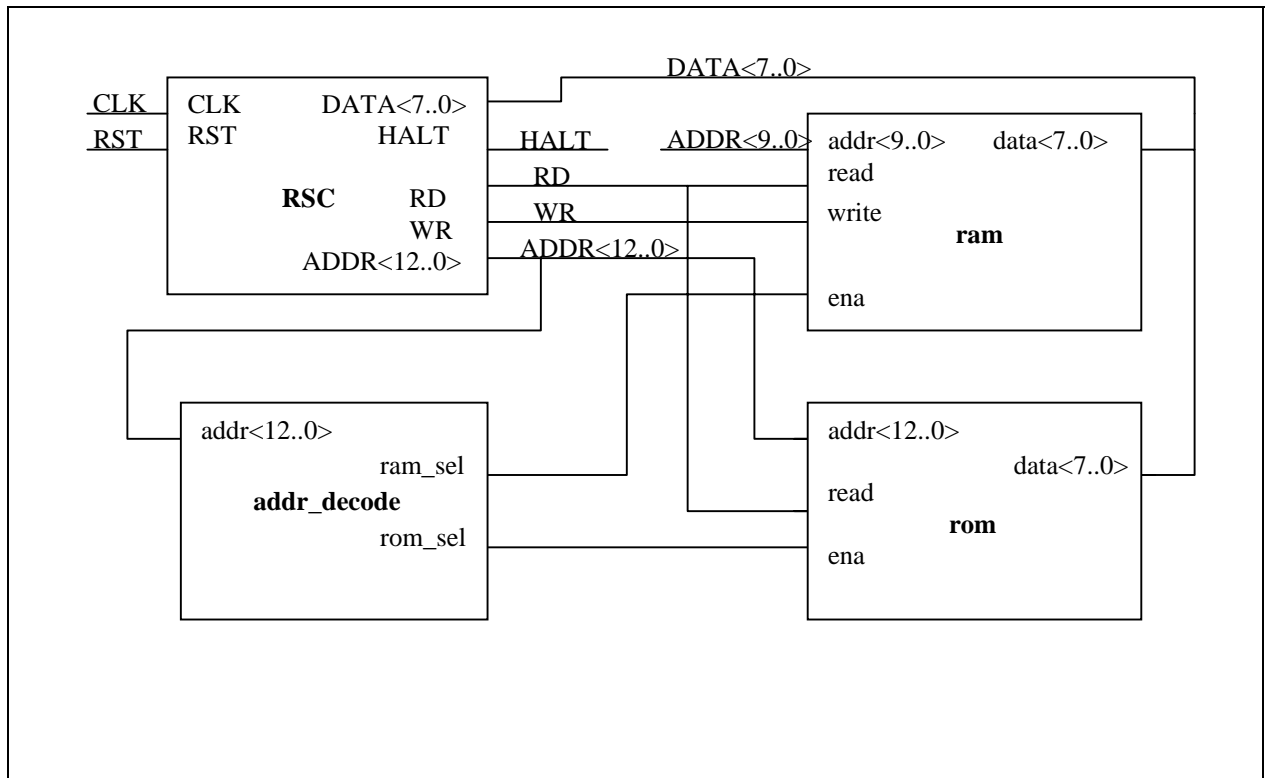 DATA<7..0>
CLK
CLK
DATA<7..0>
RST
RST
HALT
HALT
RSC
RD
RD
WR
WR
ADDR<12..0>
ADDR<12..0>
ADDR<9..0>
addr<9..0>
data<7..0>
read
write
ram
ena
addr<12..0>
ram_sel
addr_decode
rom_sel
addr<12..0>
data<7..0>
read
rom
ena